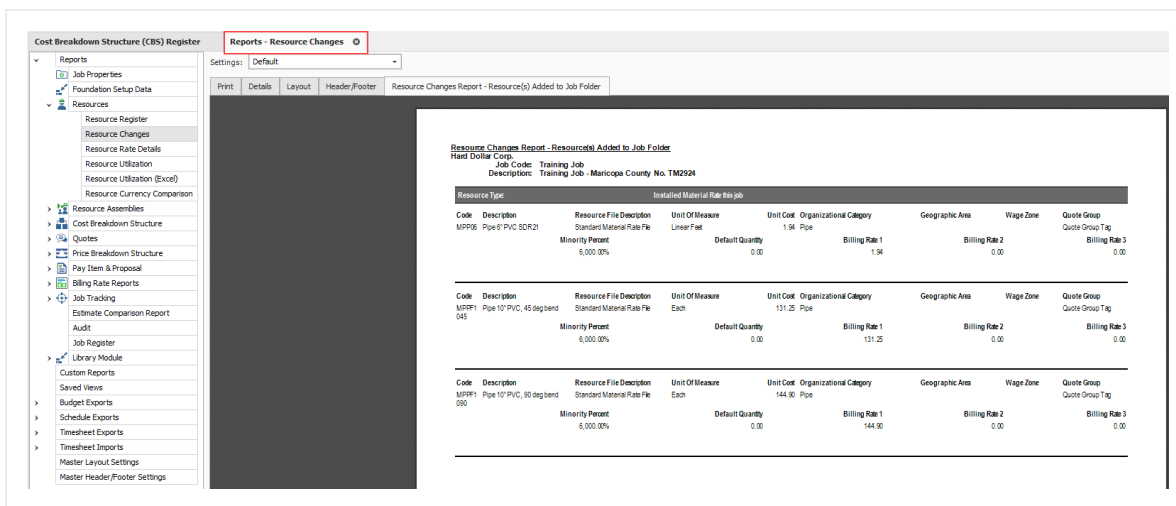 Cost Breakdown Structure (CBS) Register
Reports - Resource Changes
Reports
Job Properties
Foundation Setup Data
Resources
Resource Register
Resource Changes
Resource Rate Details
Resource Utilization
Resource Utilization (Excel)
Resource Currency Comparison
Resource Assemblies
Cost Breakdown Structure
Quotes
Price Breakdown Structure
Pay Item & Proposal
Billing Rate Reports
Job Tracking
Estimate Comparison Report
Audit
Job Register
Library Module
Custom Reports
Saved Views
Budget Exports
Schedule Exports
Timesheet Exports
Timesheet Imports
Master Layout Settings
Master Header/Footer Settings
Settings: Default
Print Details Layout Header/Footer Resource Changes Report - Resource(s) Added to Job Folder
Resource Changes Report - Resource(s) Added to Job Folder
Hard Dollar Corp.
Job Code: Training Job
Description: Training Job - Maricopa County No. TM2924
Resource Type: Installed Material Rate this job
Code Description Resource File Description Unit Of Measure Unit Cost Organizational Category Geographic Area Wage Zone Quote Group
MPP06 Pipe 6" PVC SDR21 Standard Material Rate File Linear Feet 1.94 Pipe Quote Group Tag
Minority Percent Default Quantity Billing Rate 1 Billing Rate 2 Billing Rate 3
6,000.00% 0.00 1.94 0.00 0.00
Code Description Resource File Description Unit Of Measure Unit Cost Organizational Category Geographic Area Wage Zone Quote Group
MPPF1 Pipe 10" PVC, 45 deg bend Standard Material Rate File Each 131.25 Pipe Quote Group Tag
045
Minority Percent Default Quantity Billing Rate 1 Billing Rate 2 Billing Rate 3
6,000.00% 0.00 131.25 0.00 0.00
Code Description Resource File Description Unit Of Measure Unit Cost Organizational Category Geographic Area Wage Zone Quote Group
MPPF1 Pipe 10" PVC, 90 deg bend Standard Material Rate File Each 144.90 Pipe Quote Group Tag
090
Minority Percent Default Quantity Billing Rate 1 Billing Rate 2 Billing Rate 3
6,000.00% 0.00 144.90 0.00 0.00